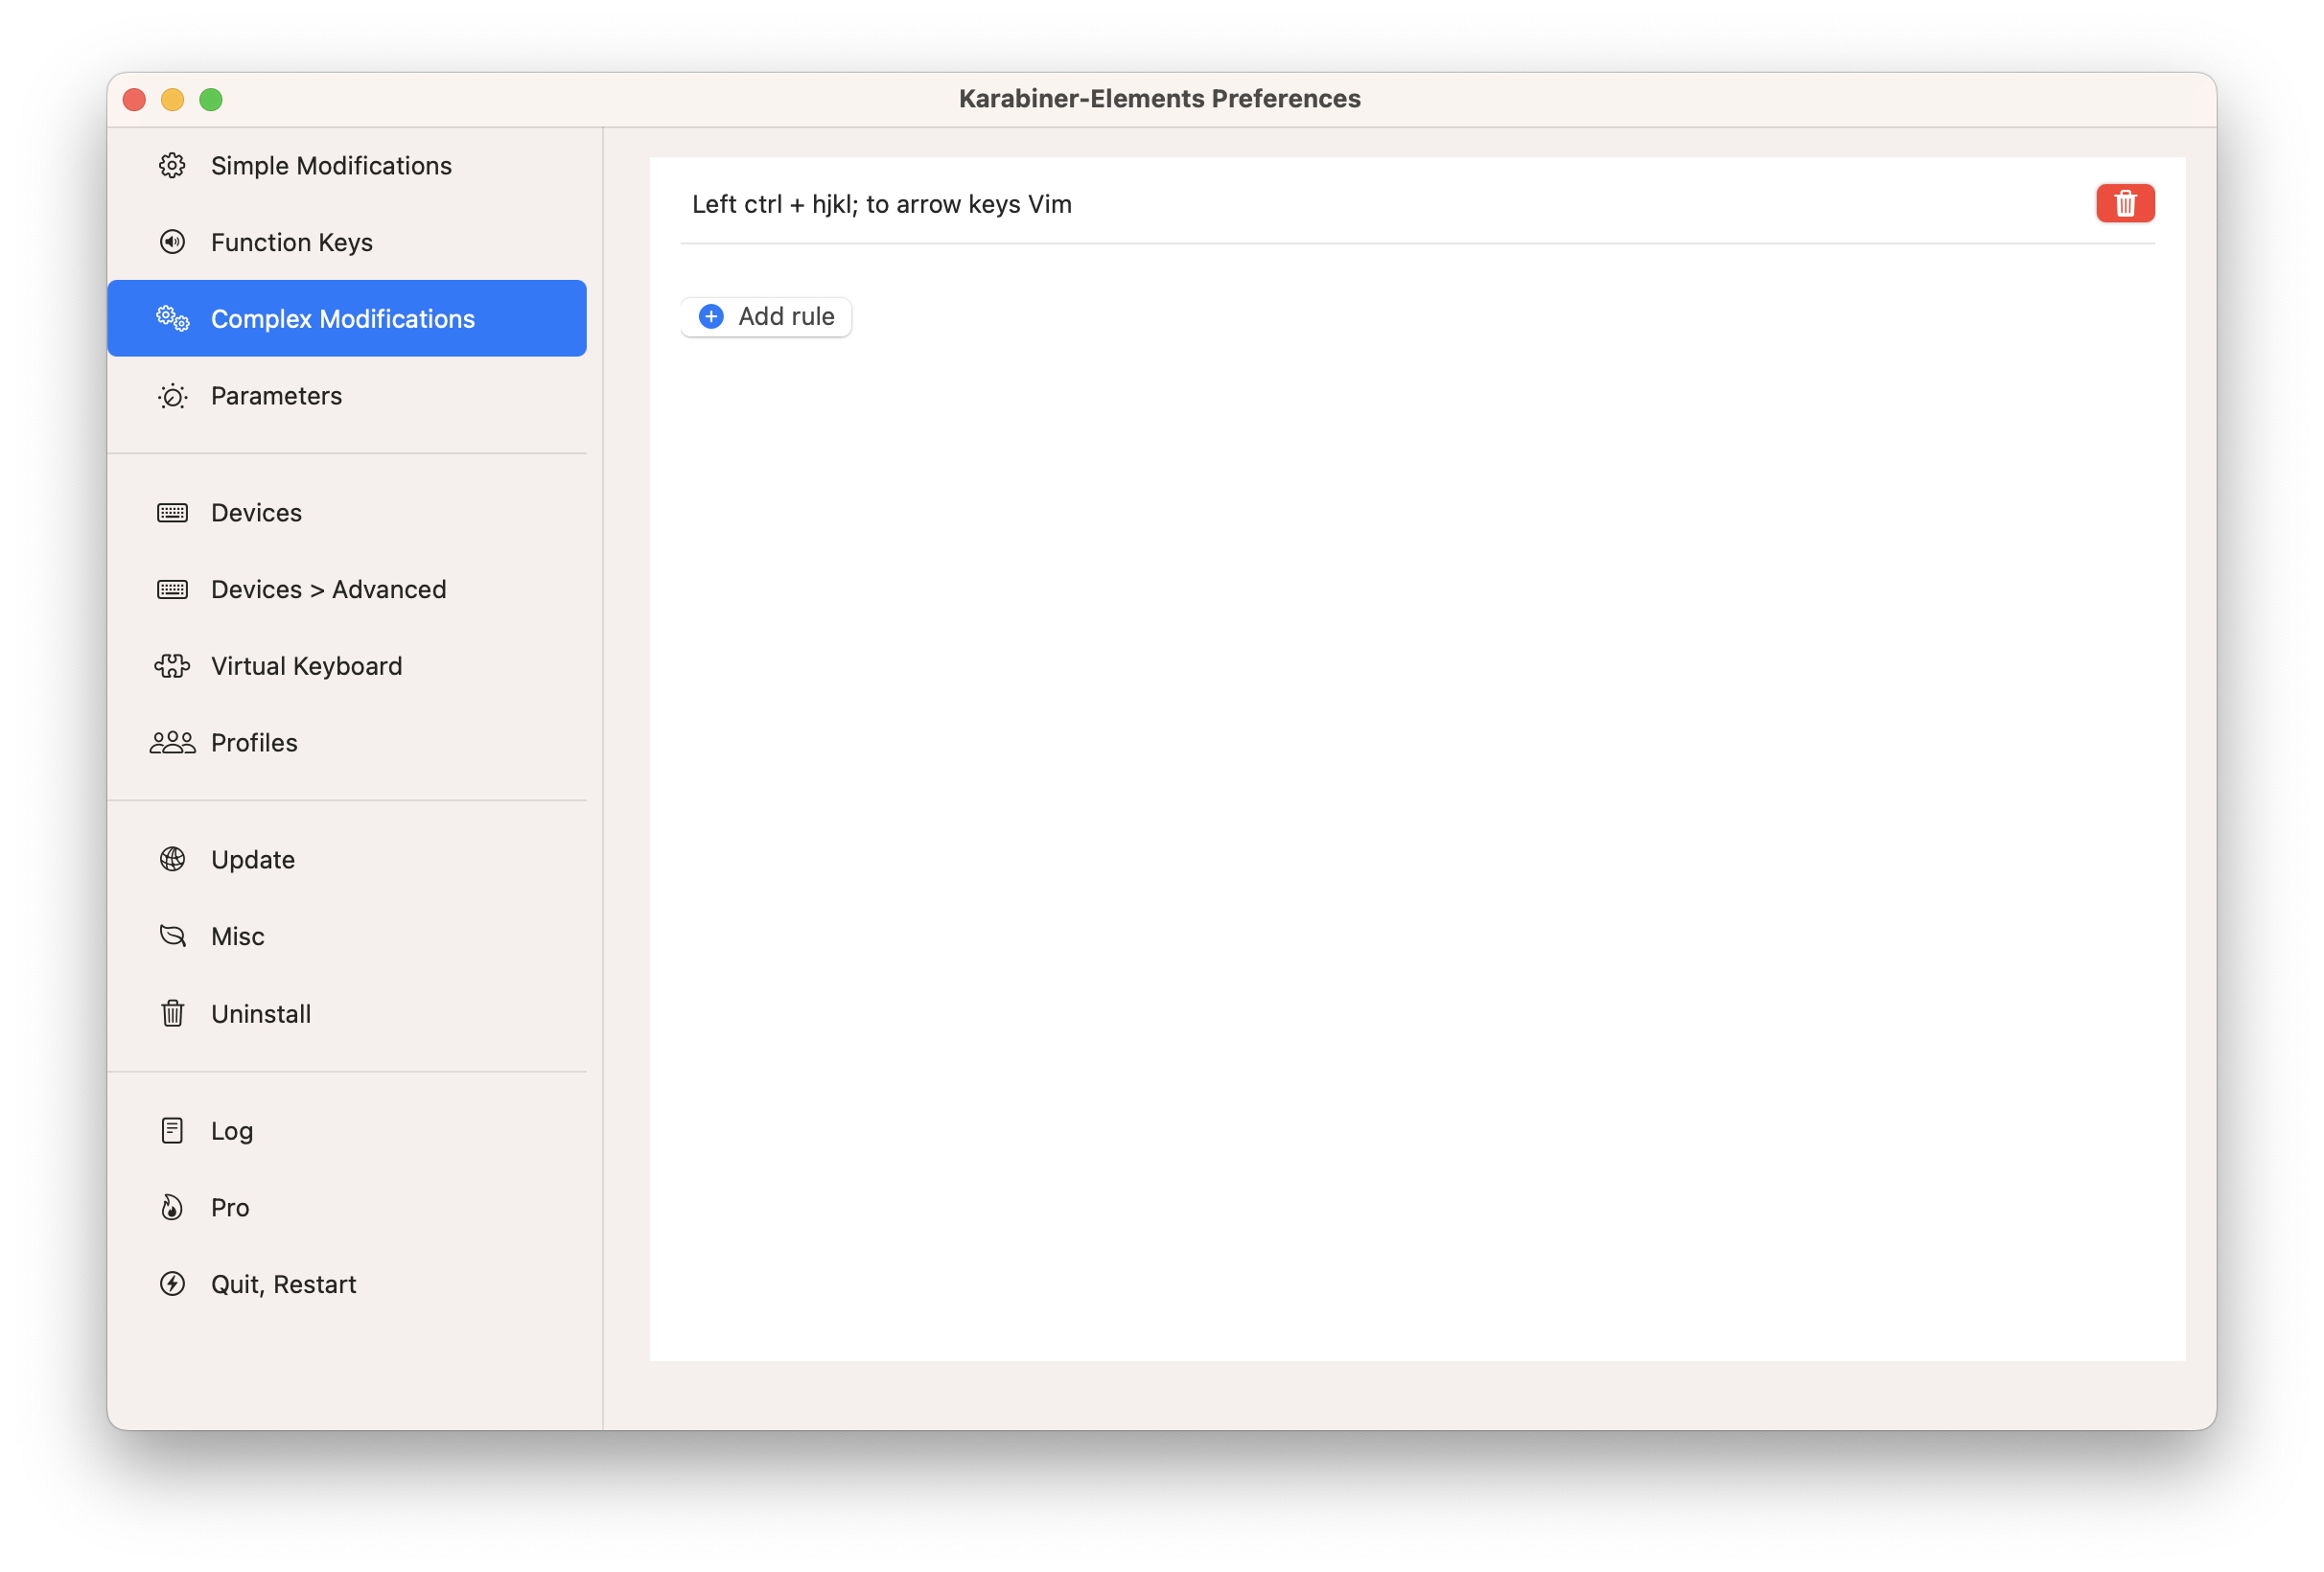 Karabiner-Elements Preferences
Simple Modifications
Function Keys
Complex Modifications
Parameters
Devices
Devices > Advanced
Virtual Keyboard
Profiles
Update
Misc
Uninstall
Log
Pro
Quit, Restart
Left ctrl + hjkl; to arrow keys Vim
Add rule